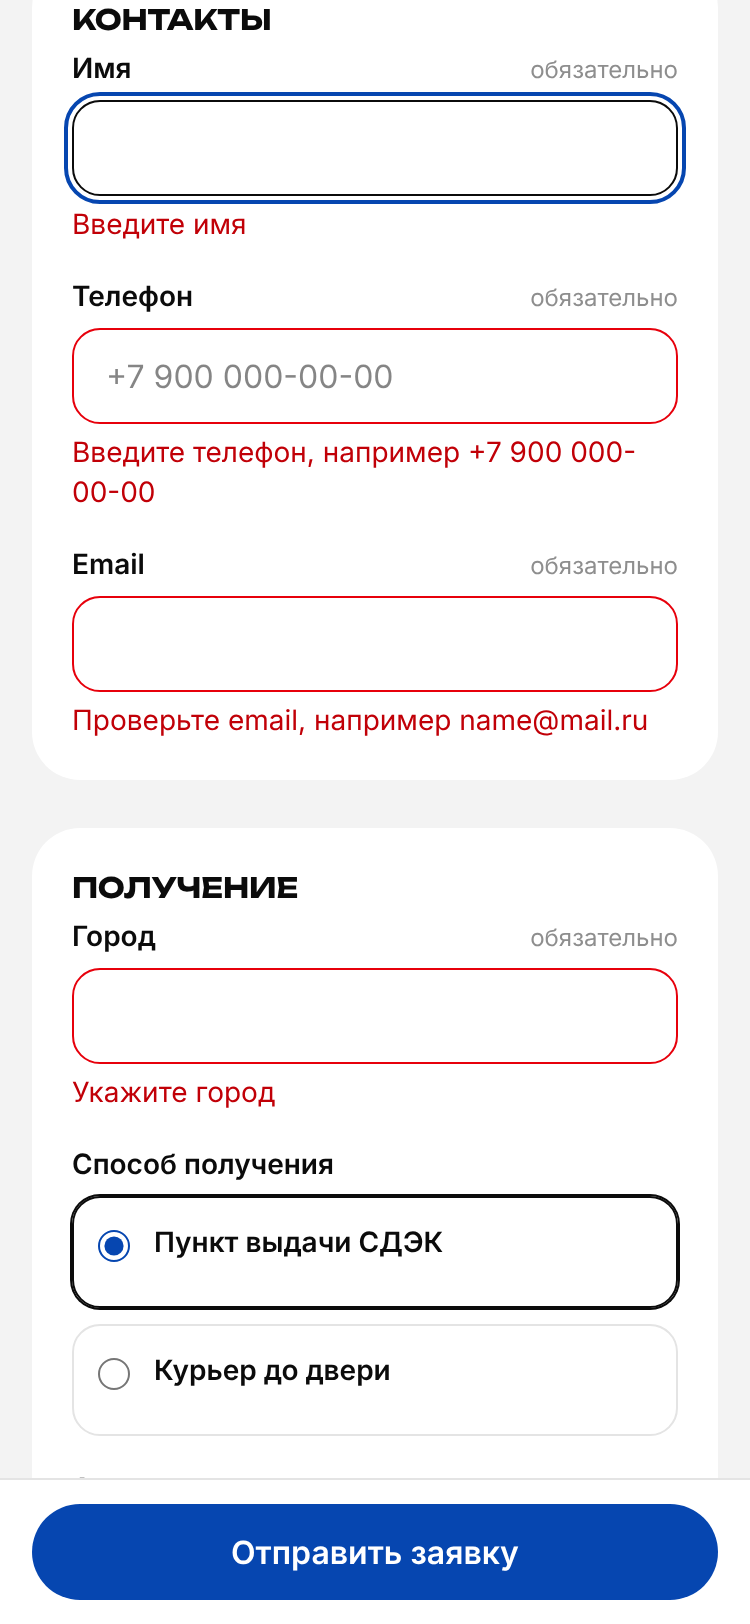 КОНТАКТЫ
Имя обязательно
Введите имя
Телефон обязательно
+7 900 000-00-00
Введите телефон, например +7 900 000-
00-00
Email обязательно
Проверьте email, например name@mail.ru
ПОЛУЧЕНИЕ
Город обязательно
Укажите город
Способ получения
Пункт выдачи СДЭК
Курьер до двери
Отправить заявку